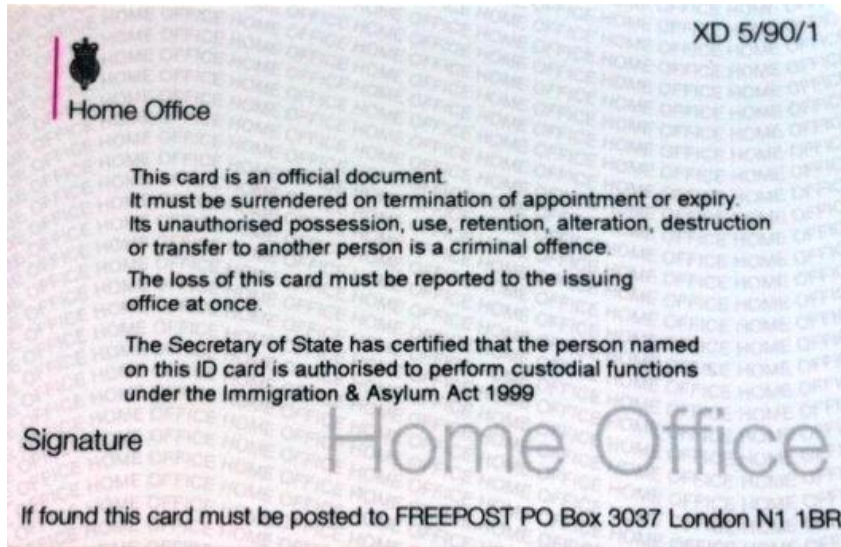 XD 5/90/1
Home Office
This card is an official document.
It must be surrendered on termination of appointment or expiry.
Its unauthorised possession, use, retention, alteration, destruction
or transfer to another person is a criminal offence.
The loss of this card must be reported to the issuing
office at once.
The Secretary of State has certified that the person named
on this ID card is authorised to perform custodial functions
under the Immigration & Asylum Act 1999
Home Office
Signature
If found this card must be posted to FREEPOST PO Box 3037 London N1 1BR